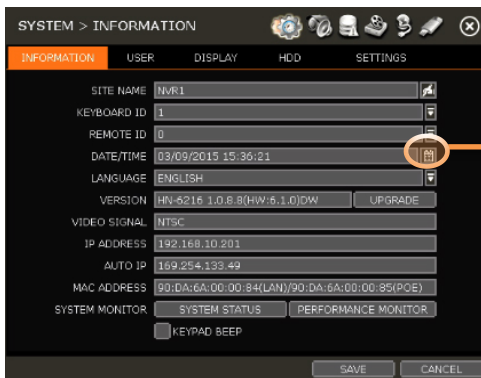 SYSTEM > INFORMATION
INFORMATION USER DISPLAY HDD SETTINGS
SITE NAME NVR1
KEYBOARD ID 1
REMOTE ID 0
DATE/TIME 03/09/2015 15:36:21
LANGUAGE ENGLISH
VERSION HN-6216 1.0.8.8(HW:6.1.0)DW UPGRADE
VIDEO SIGNAL NTSC
IP ADDRESS 192.168.10.201
AUTO IP 169.254.133.49
MAC ADDRESS 90:DA:6A:00:00:84(LAN)/90:DA:6A:00:00:85(POE)
SYSTEM MONITOR SYSTEM STATUS PERFORMANCE MONITOR
KEYPAD BEEP
SAVE CANCEL